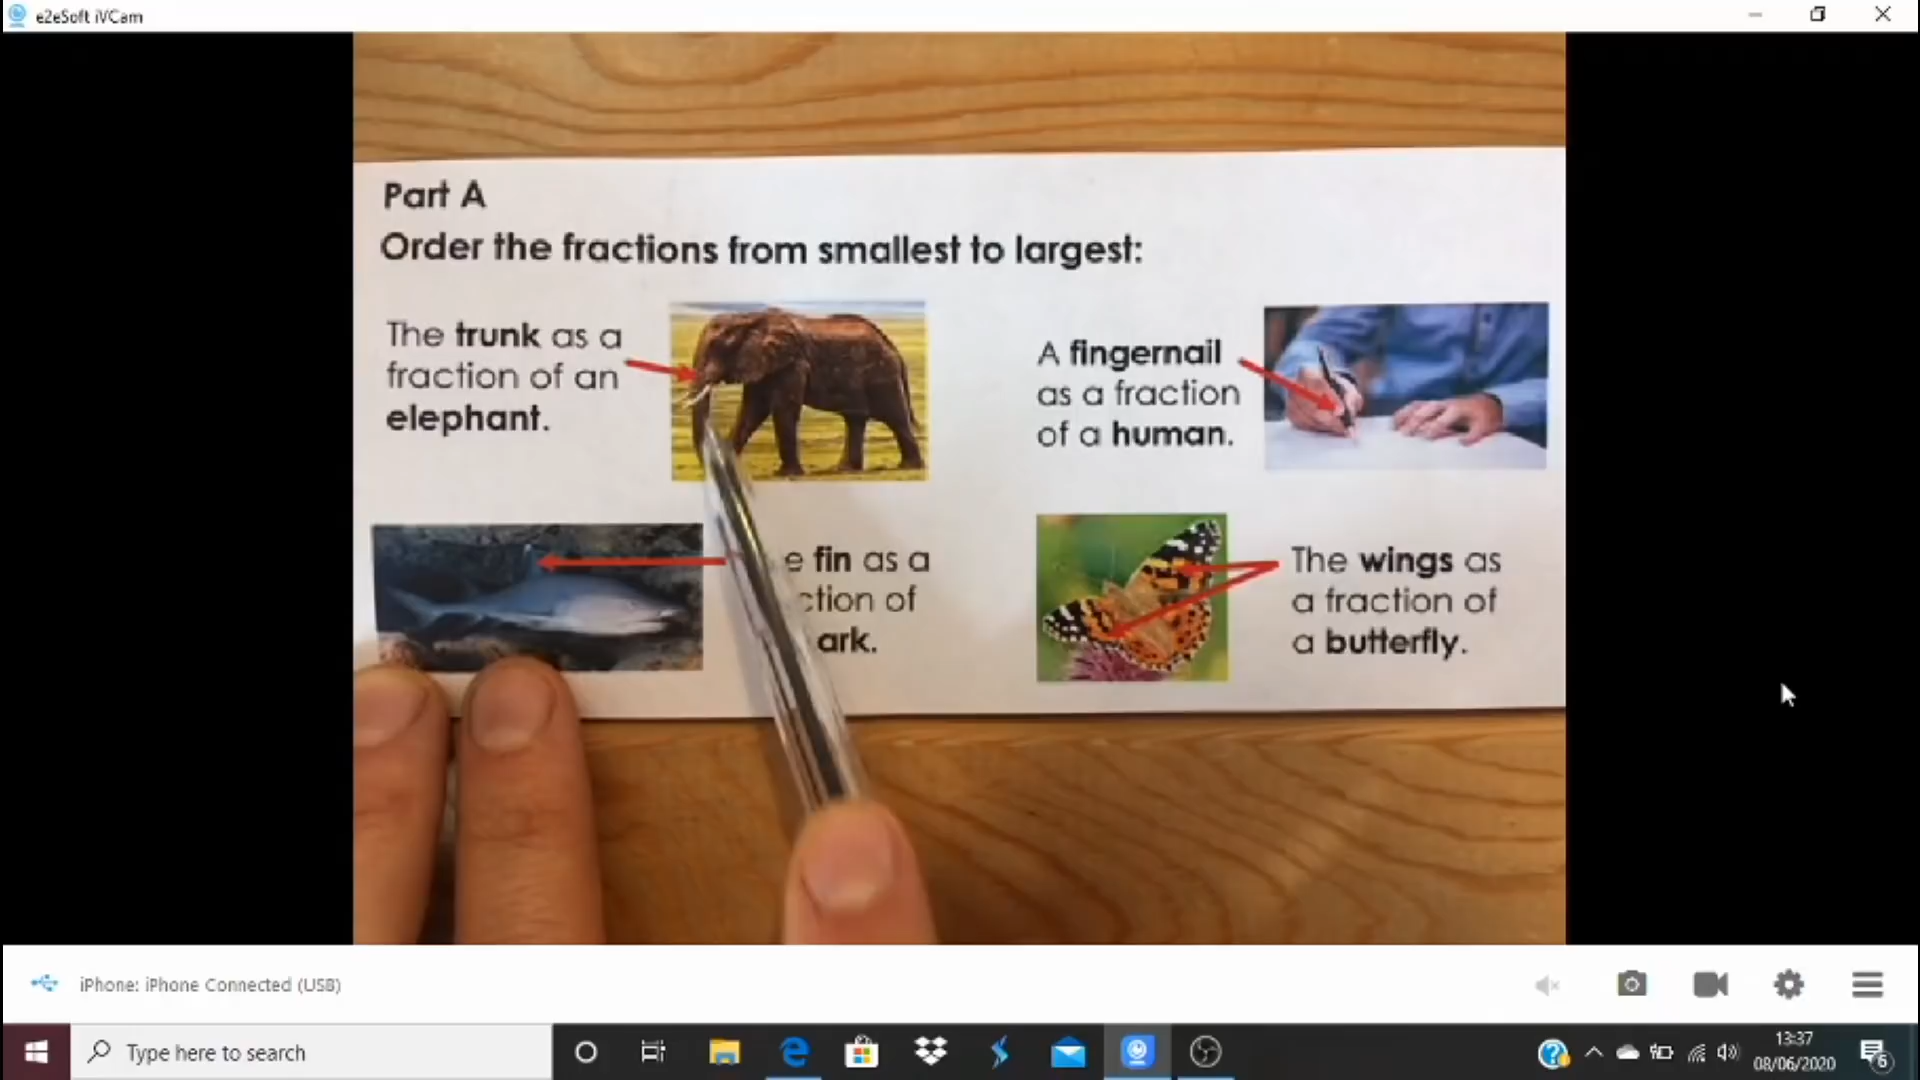 e2eSoft iVCam
Part A
Order the fractions from smallest to largest:
The trunk as a
fraction of an
elephant.
A fingernail
as a fraction
of a human.
fin as a
of
The wings as
a fraction of
a butterfly.
iPhone: iPhone Connected (USB)
Type here to search
13:37
08/06/2020
6